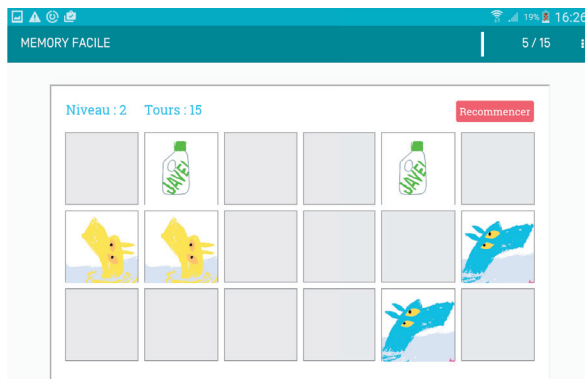 19% 16:26
MEMORY FACILE 5 / 15
Niveau : 2 Tours : 15 Recommencer
JAVEL JAVEL